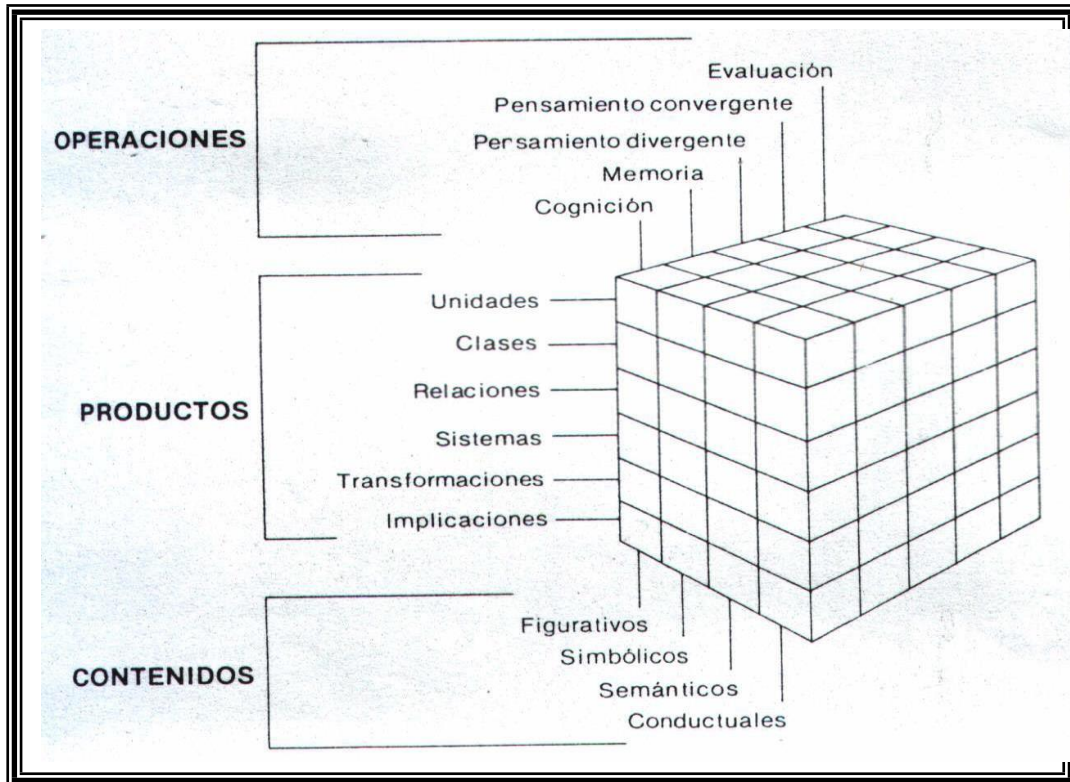 OPERACIONES
Evaluación
Pensamiento convergente
Pensamiento divergente
Memoria
Cognición
PRODUCTOS
Unidades
Clases
Relaciones
Sistemas
Transformaciones
Implicaciones
CONTENIDOS
Figurativos
Simbólicos
Semánticos
Conductuales